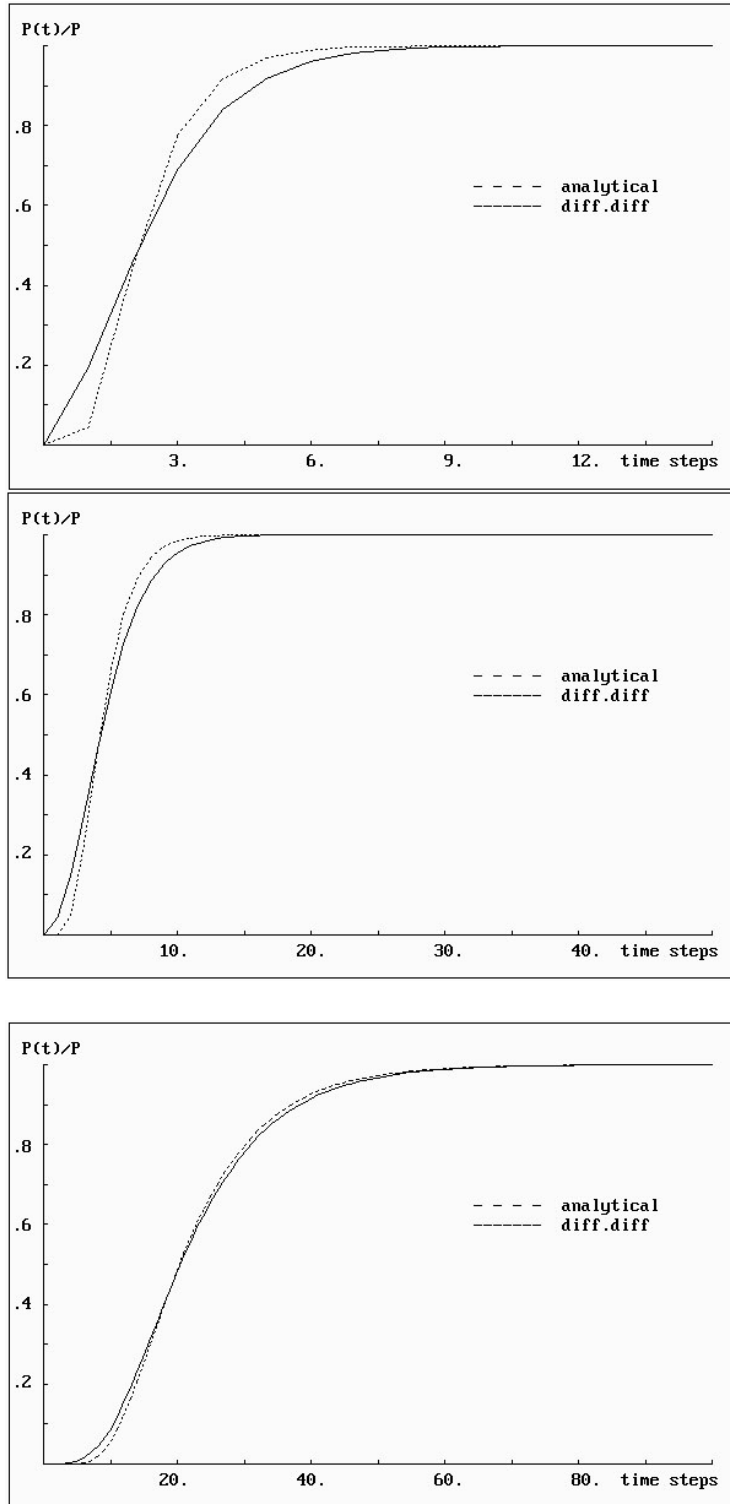 P(t)/P
.8
analytical
.6
diff.diff
.4
.2
3. 6. 9. 12. time steps
P(t)/P
.8
analytical
.6
diff.diff
.4
.2
10. 20. 30. 40. time steps
P(t)/P
.8
analytical
.6
diff.diff
.4
.2
20. 40. 60. 80. time steps